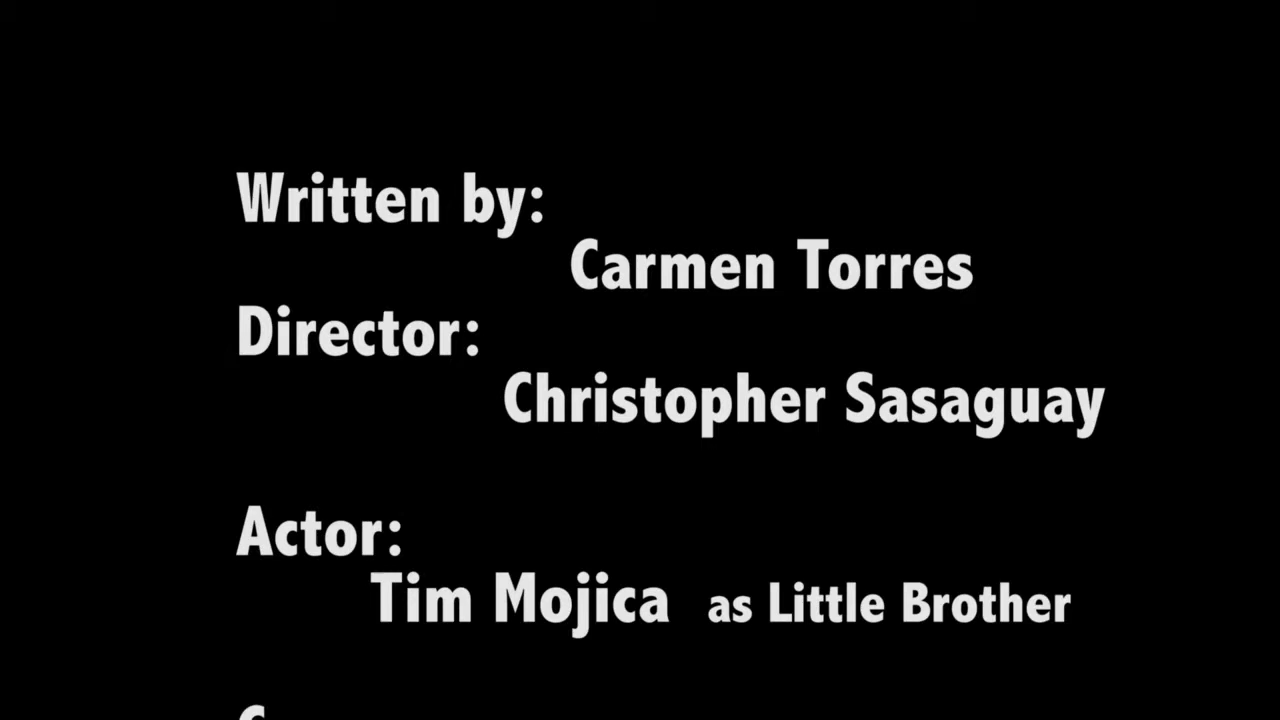 Written by:
Carmen Torres
Director:
Christopher Sasaguay
Actor:
Tim Mojica as Little Brother